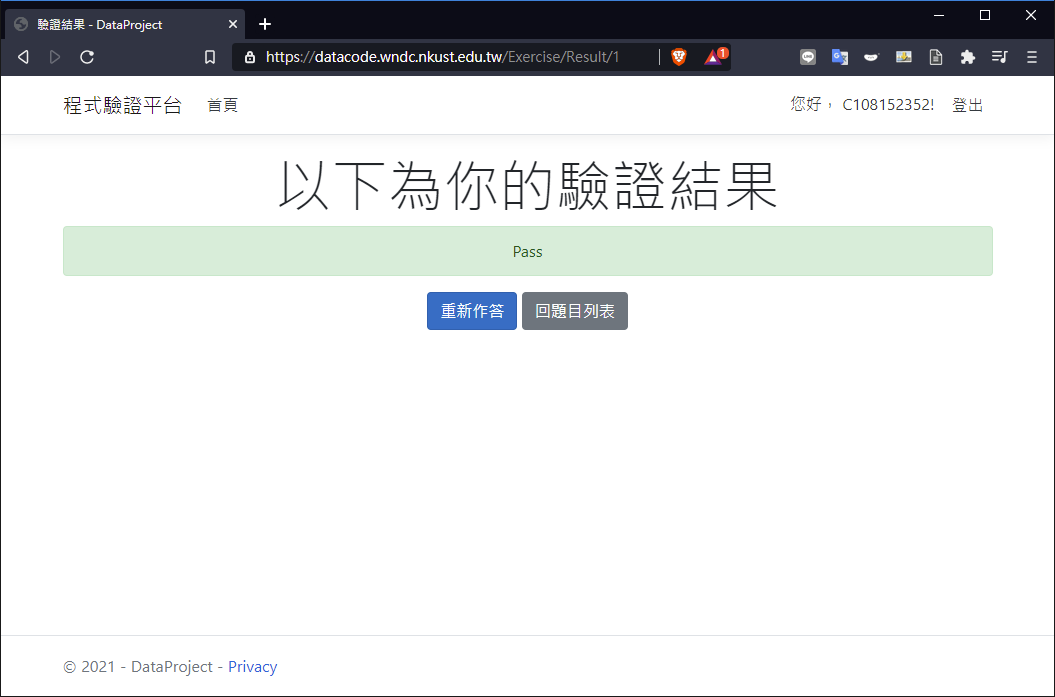 驗證結果 - DataProject
https://datacode.wndc.nkust.edu.tw/Exercise/Result/1
1
程式驗證平台 首頁 您好， C108152352! 登出
以下為你的驗證結果
Pass
重新作答 回題目列表
© 2021 - DataProject - Privacy